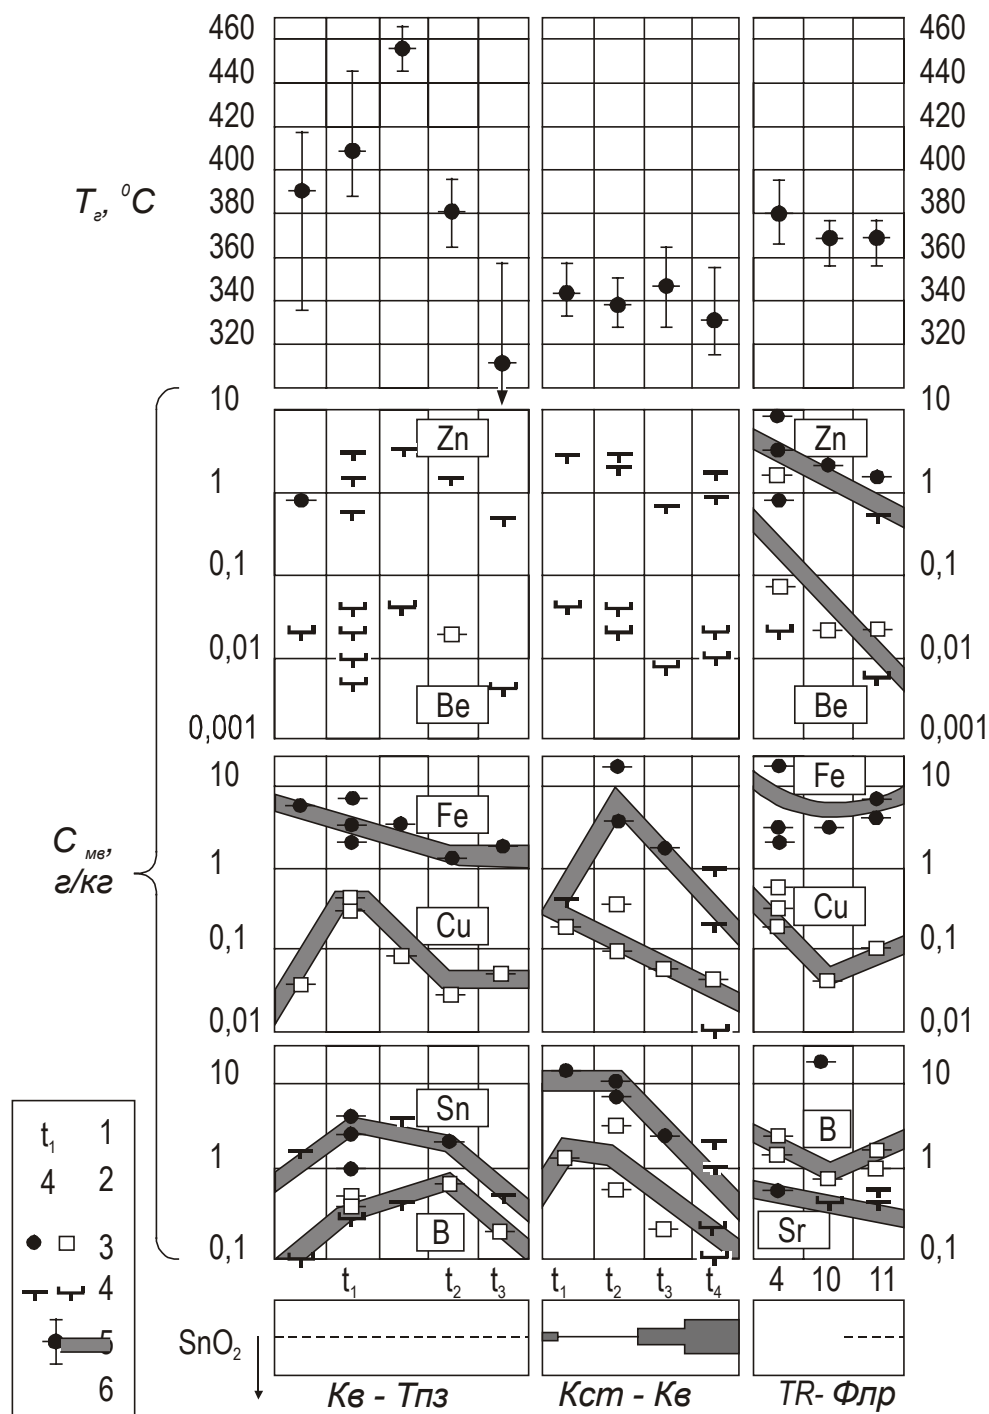 460 460
440 440
420 420
400 400
380 380
Tг, ⁰C
360 360
340 340
320 320
10 10
Zn Zn
1 1
0,1 0,1
0,01 0,01
Be Be
0,001 0,001
10 10
Fe Fe
C мв,
г/кг
1 1
Cu Cu
0,1 0,1
0,01 0,01
10 10
Sn B
t₁ 1
1 1
4 2
B Sr
3
0,1 0,1
4
t₁ t₂ t₃ t₁ t₂ t₃ t₄ 4 10 11
5
SnO₂
6
Кв - Тпз Кст - Кв TR- Флр